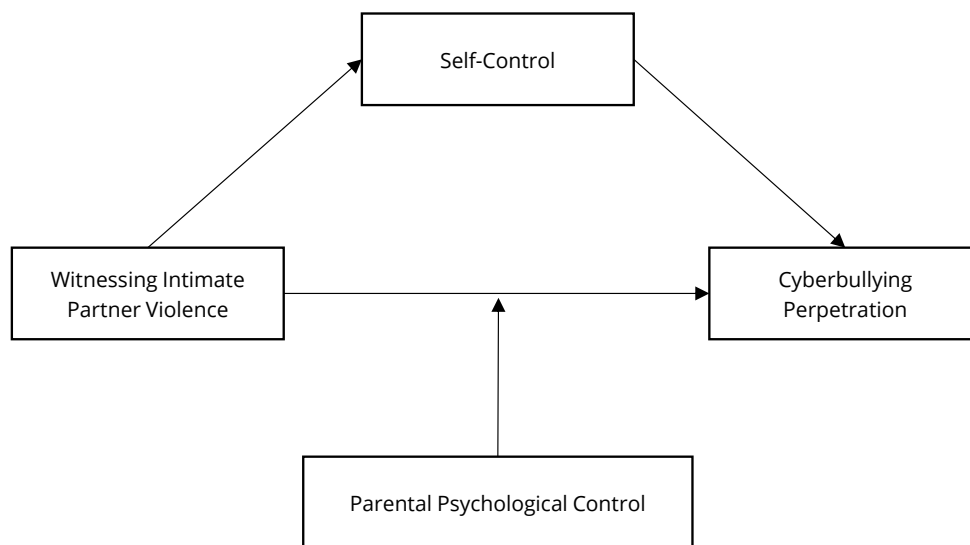 Self-Control
Witnessing Intimate
Partner Violence
Cyberbullying
Perpetration
Parental Psychological Control